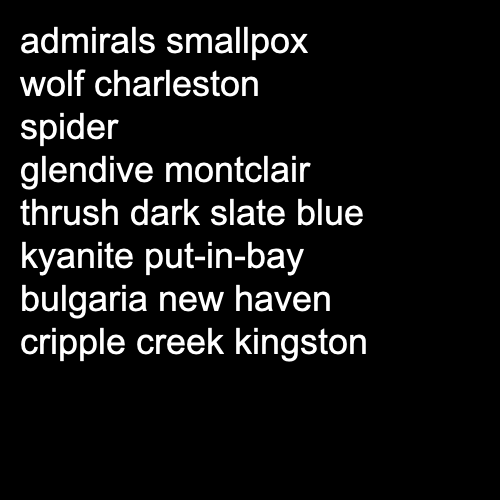 admirals smallpox
wolf charleston
spider
glendive montclair
thrush dark slate blue
kyanite put-in-bay
bulgaria new haven
cripple creek kingston